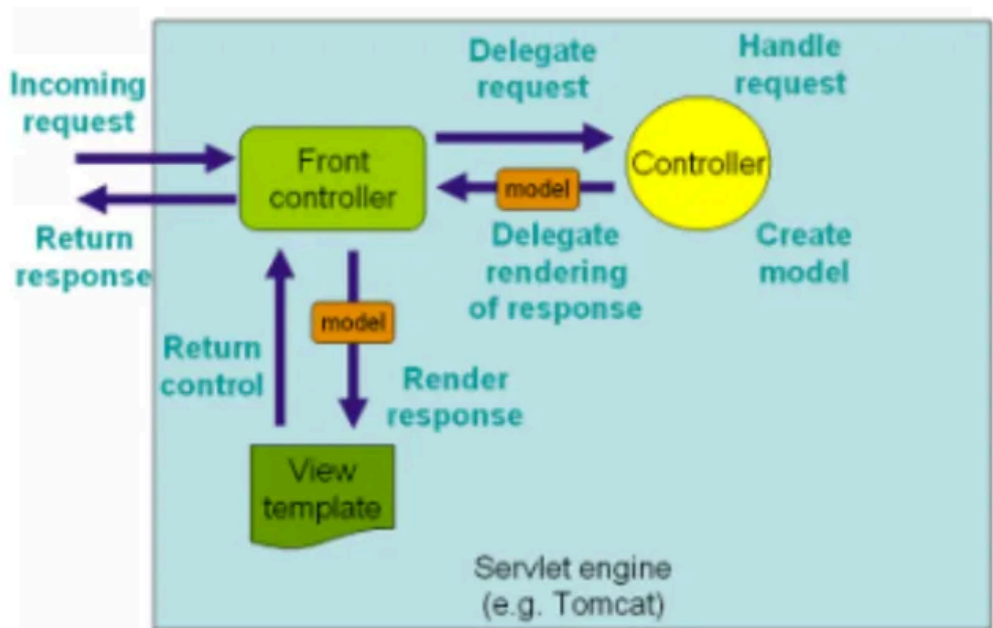 Incoming
request
Return
response
Front
controller
Delegate
request
Handle
request
Controller
model
Delegate
rendering
of response
Create
model
Return
control
model
Render
response
View
template
Servlet engine
(e.g. Tomcat)